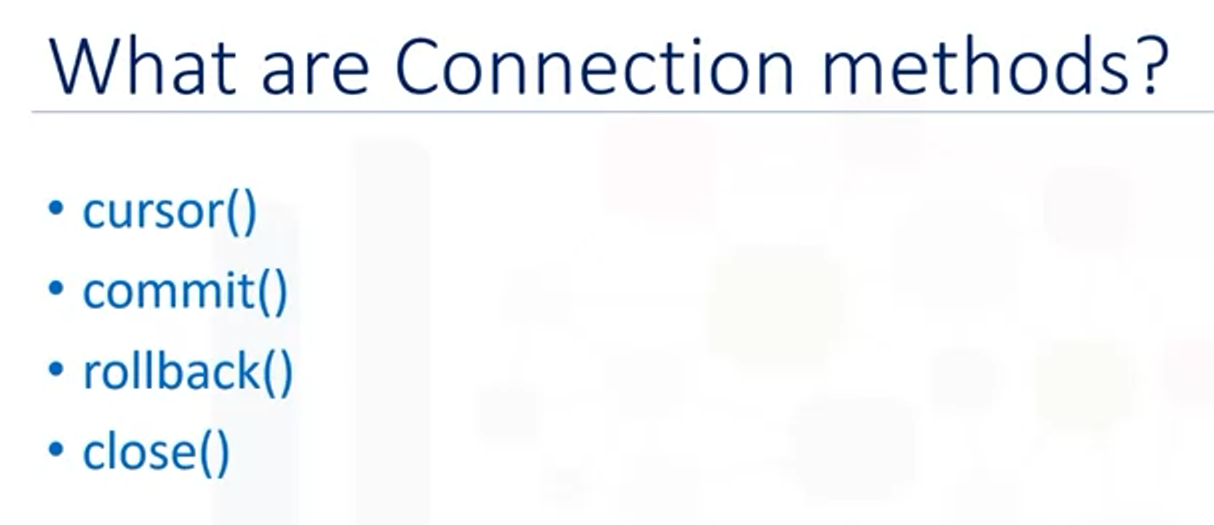 What are Connection methods?
• cursor()
• commit()
• rollback()
• close()